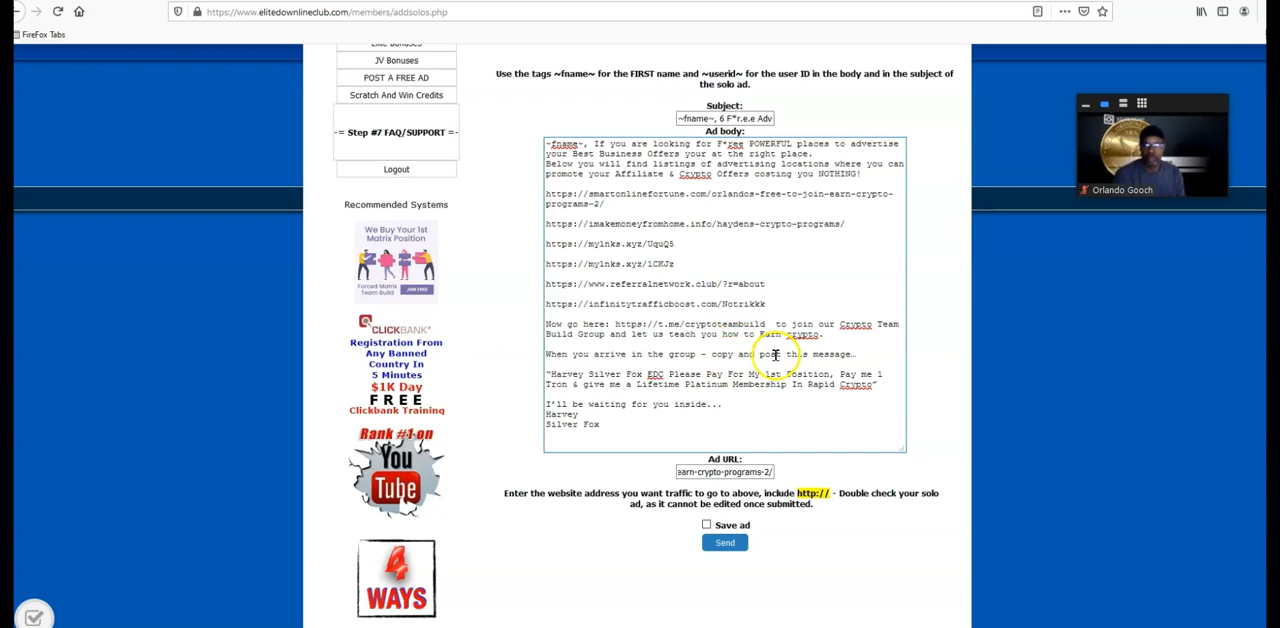 https://www.elitedownlineclub.com/members/addsolos.php
FireFox Tabs
Elite Bonuses
JV Bonuses
POST A FREE AD
Scratch And Win Credits
-= Step #7 FAQ/SUPPORT =-
Logout
Recommended Systems
We Buy Your 1st
Matrix Position
Forced Matrix
Team Build
JOIN FREE
CLICKBANK
Registration From
Any Banned
Country In
5 Minutes
$1K Day
FREE
Clickbank Training
Rank #1 on
You
Tube
4
WAYS
Use the tags ~fname~ for the FIRST name and ~userid~ for the user ID in the body and in the subject of
the solo ad.
Subject:
~fname~, 6 F*r.e.e Adv
Ad body:
~fname~, If you are looking for F*ree POWERFUL places to advertise
your Best Business Offers your at the right place.
Below you will find listings of advertising locations where you can
promote your Affiliate & Crypto Offers costing you NOTHING!
https://smartonlinefortune.com/orlandos-free-to-join-earn-crypto-
programs-2/
https://imakemoneyfromhome.info/haydens-crypto-programs/
https://mylnks.xyz/UquQ5
https://mylnks.xyz/1CKJz
https://www.referralnetwork.club/?r=about
https://infinitytrafficboost.com/Notrikkk
Now go here: https://t.me/cryptoteambuild to join our Crypto Team
Build Group and let us teach you how to Earn crypto.
When you arrive in the group - copy and post this message…
"Harvey Silver Fox EDC Please Pay For My 1st Position, Pay me 1
Tron & give me a Lifetime Platinum Membership In Rapid Crypto"
I'll be waiting for you inside...
Harvey
Silver Fox
Ad URL:
earn-crypto-programs-2/
Enter the website address you want traffic to go to above, include http:// - Double check your solo
ad, as it cannot be edited once submitted.
Save ad
Send
Orlando Gooch